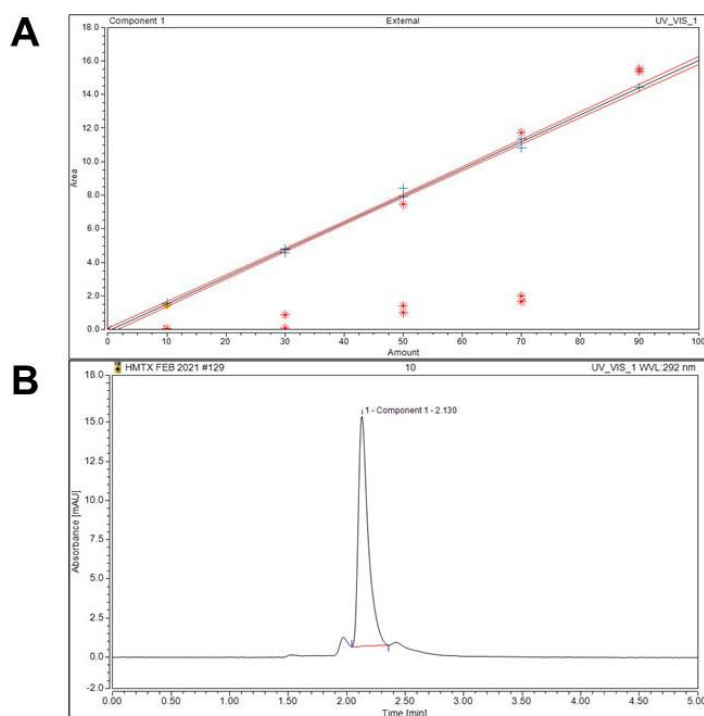 A
Component 1 External UV_VIS_1
18.0
16.0
14.0
12.0
10.0
8.0
6.0
4.0
2.0
0.0
Area
0 10 20 30 40 50 60 70 80 90 100
Amount
B
HMTX FEB 2021 #129 10 UV_VIS_1 WVL:292 nm
18.0
15.0
12.5
10.0
7.5
5.0
2.5
0.0
-2.0
Absorbance [mAU]
1 - Component 1 - 2.130
0.00 0.50 1.00 1.50 2.00 2.50 3.00 3.50 4.00 4.50 5.00
Time [min]